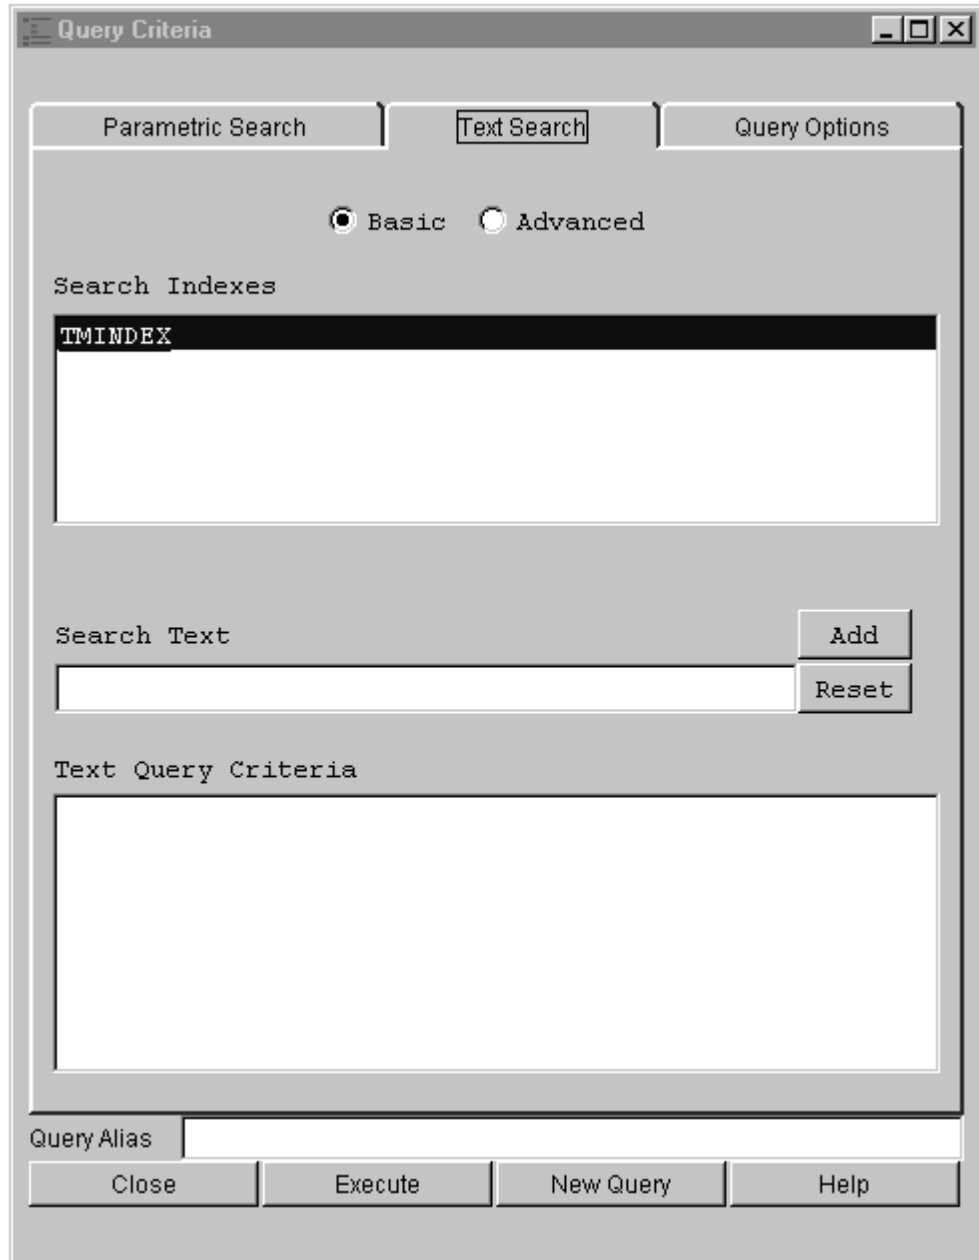 Query Criteria
Parametric Search Text Search Query Options
Basic Advanced
Search Indexes
TMINDEX
Search Text Add
Reset
Text Query Criteria
Query Alias
Close Execute New Query Help